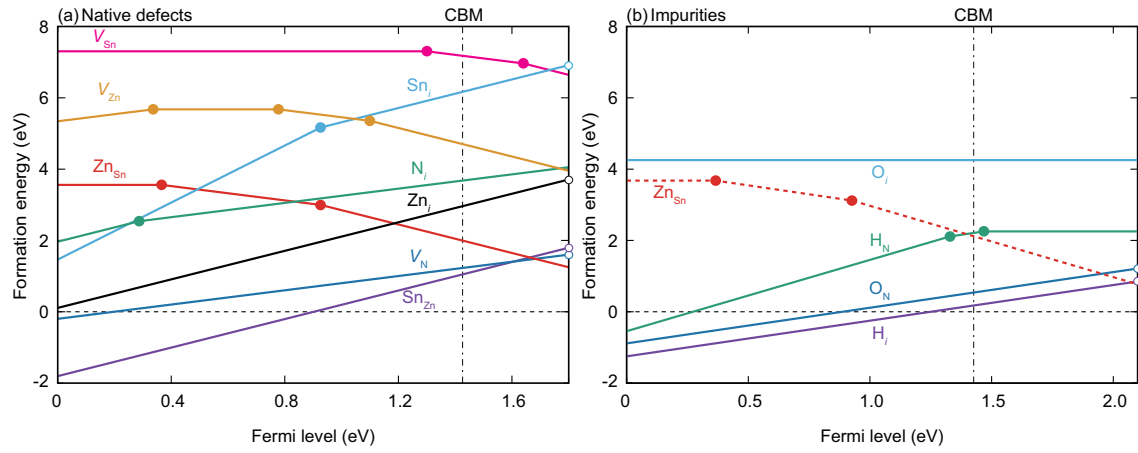 (a) Native defects
CBM
Formation energy (eV)
8
6
4
2
0
-2
V_Sn
V_Zn
Sn_i
Zn_Sn
N_i
Zn_i
V_N
Sn_Zn
0 0.4 0.8 1.2 1.6
Fermi level (eV)
(b) Impurities
CBM
Formation energy (eV)
8
6
4
2
0
-2
O_i
Zn_Sn
H_N
O_N
H_i
0 0.5 1.0 1.5 2.0
Fermi level (eV)